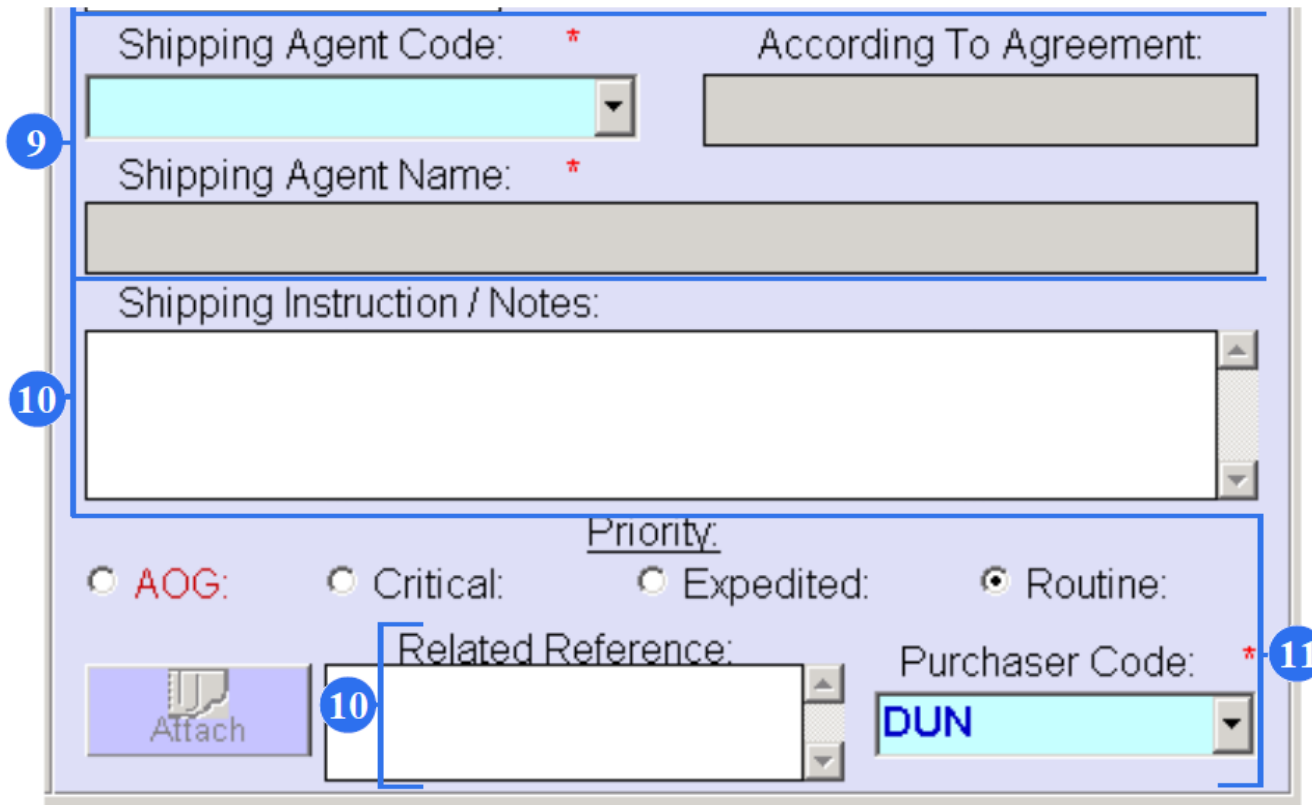 Shipping Agent Code: * According To Agreement:
9
Shipping Agent Name: *
Shipping Instruction / Notes:
10
Priority:
AOG: Critical: Expedited: Routine:
Related Reference: Purchaser Code: * 11
Attach 10 DUN